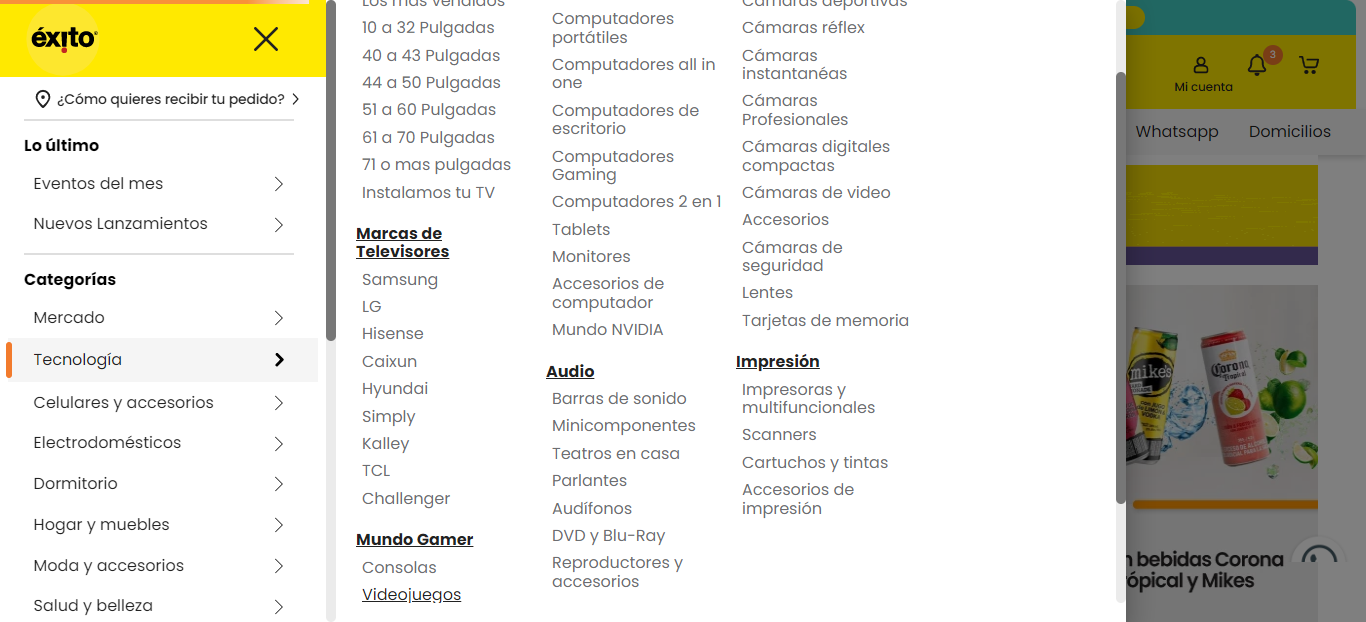 éxito
¿Cómo quieres recibir tu pedido?
Lo último
Eventos del mes
Nuevos Lanzamientos
Categorías
Mercado
Tecnología
Celulares y accesorios
Electrodomésticos
Dormitorio
Hogar y muebles
Moda y accesorios
Salud y belleza
Los más vendidos
10 a 32 Pulgadas
40 a 43 Pulgadas
44 a 50 Pulgadas
51 a 60 Pulgadas
61 a 70 Pulgadas
71 o mas pulgadas
Instalamos tu TV
Marcas de
Televisores
Samsung
LG
Hisense
Caixun
Hyundai
Simply
Kalley
TCL
Challenger
Mundo Gamer
Consolas
Videojuegos
Computadores
portátiles
Computadores all in
one
Computadores de
escritorio
Computadores
Gaming
Computadores 2 en 1
Tablets
Monitores
Accesorios de
computador
Mundo NVIDIA
Audio
Barras de sonido
Minicomponentes
Teatros en casa
Parlantes
Audífonos
DVD y Blu-Ray
Reproductores y
accesorios
Cámaras deportivas
Cámaras réflex
Cámaras
instantanéas
Cámaras
Profesionales
Cámaras digitales
compactas
Cámaras de video
Accesorios
Cámaras de
seguridad
Lentes
Tarjetas de memoria
Impresión
Impresoras y
multifuncionales
Scanners
Cartuchos y tintas
Accesorios de
impresión
3
Mi cuenta
Whatsapp
Domicilios
mike's
Corona
Tropical
n bebidas Corona
rópical y Mikes